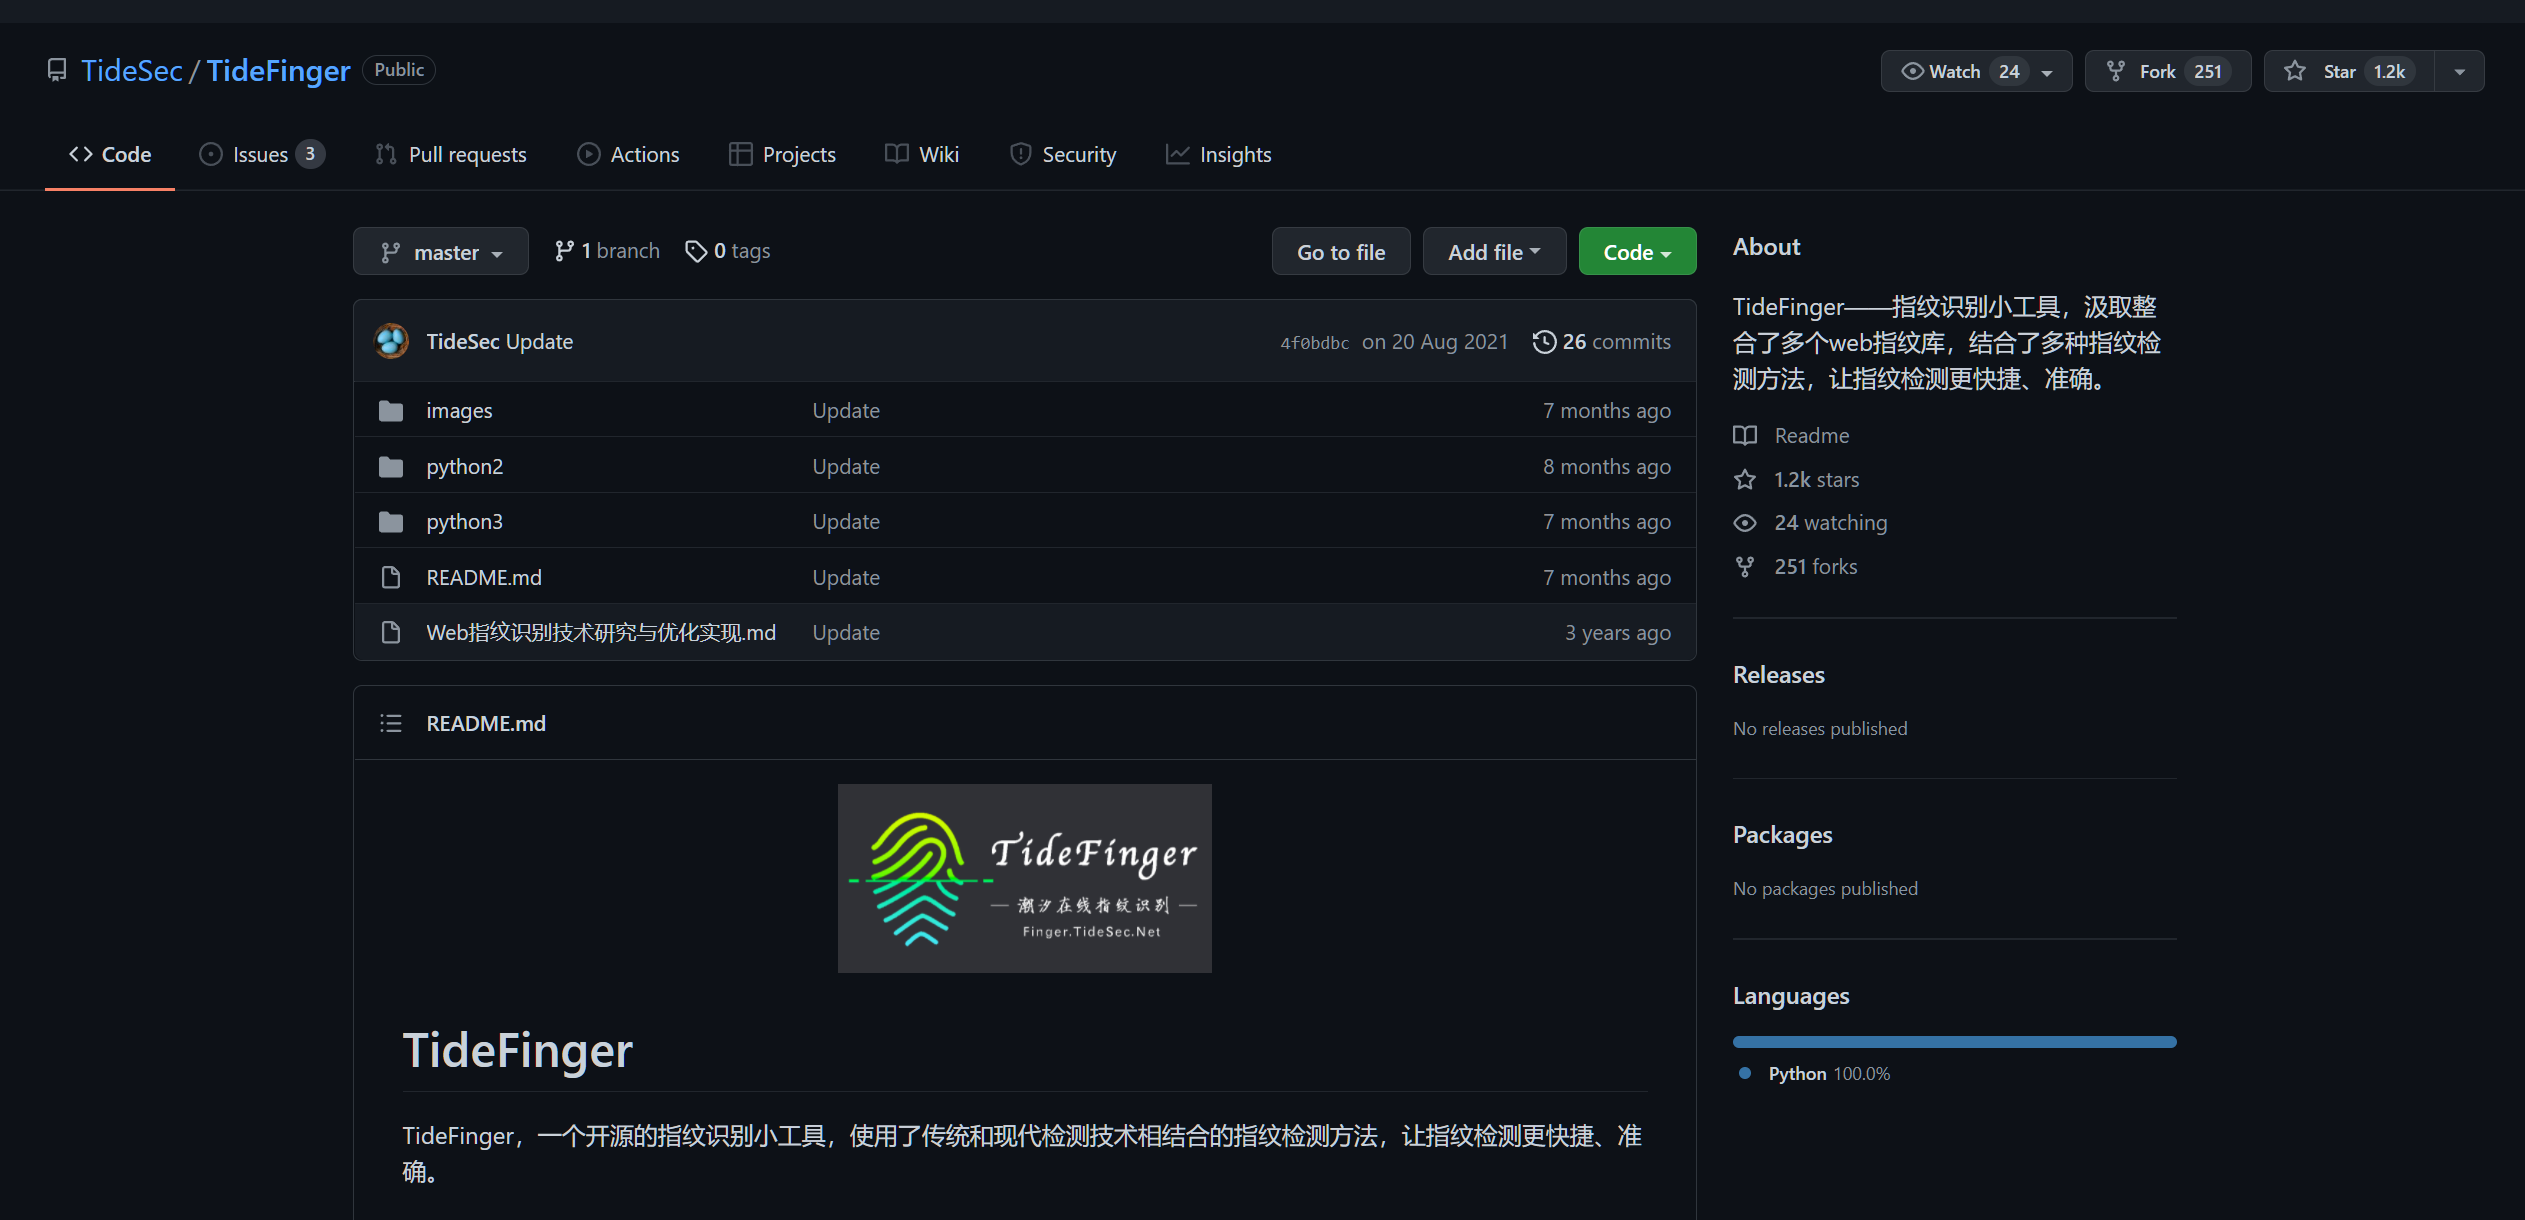 TideSec / TideFinger Public
Watch 24 Fork 251 Star 1.2k
Code Issues 3 Pull requests Actions Projects Wiki Security Insights
master 1 branch 0 tags Go to file Add file Code
TideSec Update 4f0bdbc on 20 Aug 2021 26 commits
images Update 7 months ago
python2 Update 8 months ago
python3 Update 7 months ago
README.md Update 7 months ago
Web指纹识别技术研究与优化实现.md Update 3 years ago
README.md
TideFinger
潮汐在线指纹识别
Finger.TideSec.Net
TideFinger
TideFinger，一个开源的指纹识别小工具，使用了传统和现代检测技术相结合的指纹检测方法，让指纹检测更快捷、准
确。
About
TideFinger——指纹识别小工具，汲取整
合了多个web指纹库，结合了多种指纹检
测方法，让指纹检测更快捷、准确。
Readme
1.2k stars
24 watching
251 forks
Releases
No releases published
Packages
No packages published
Languages
Python 100.0%